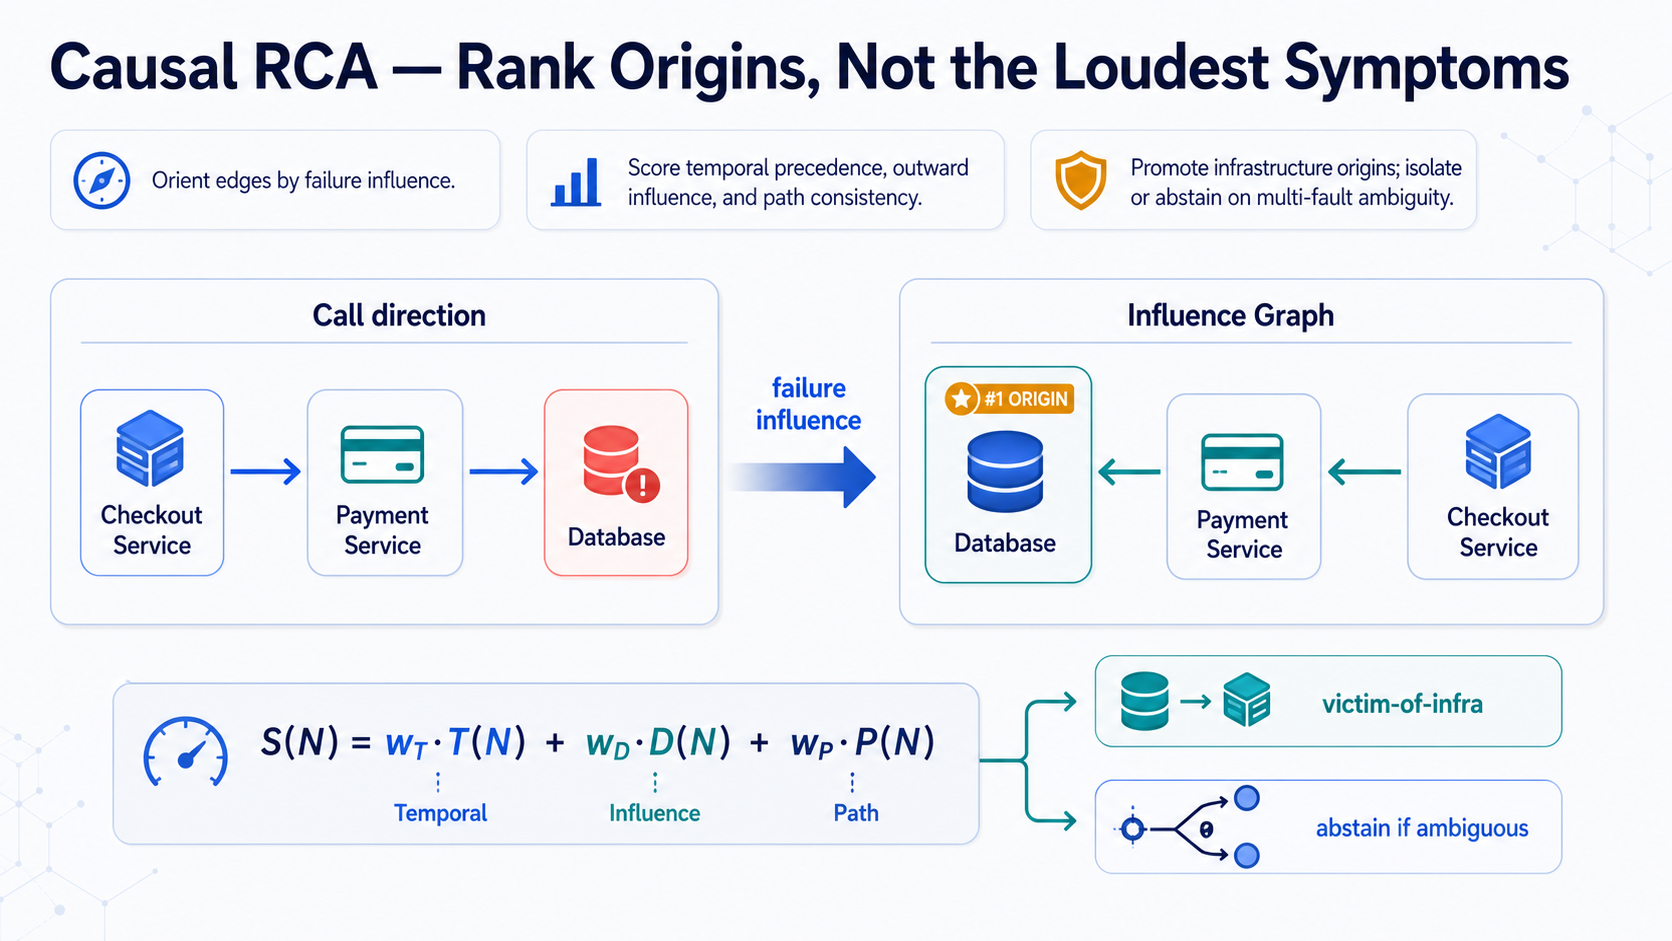 Causal RCA — Rank Origins, Not the Loudest Symptoms
Orient edges by failure influence.
Score temporal precedence, outward
influence, and path consistency.
Promote infrastructure origins; isolate
or abstain on multi-fault ambiguity.
Call direction
Checkout
Service
Payment
Service
!
Database
failure
influence
Influence Graph
#1 ORIGIN
Database
Payment
Service
Checkout
Service
S(N) = w_T · T(N) + w_D · D(N) + w_P · P(N)
Temporal
Influence
Path
victim-of-infra
abstain if ambiguous